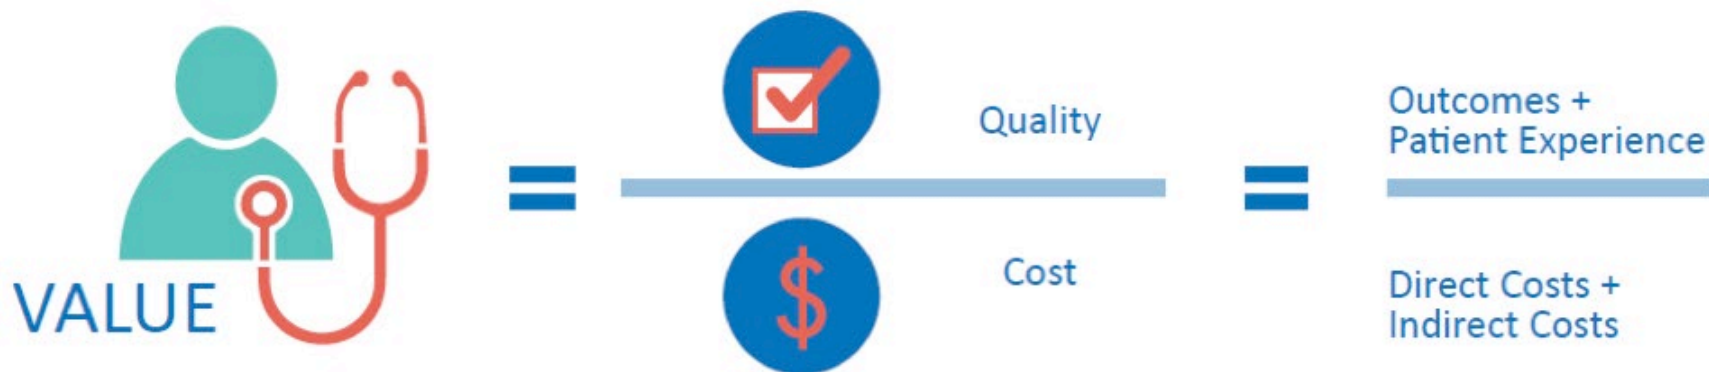 VALUE
=
Quality
Cost
=
Outcomes +
Patient Experience
Direct Costs +
Indirect Costs
$